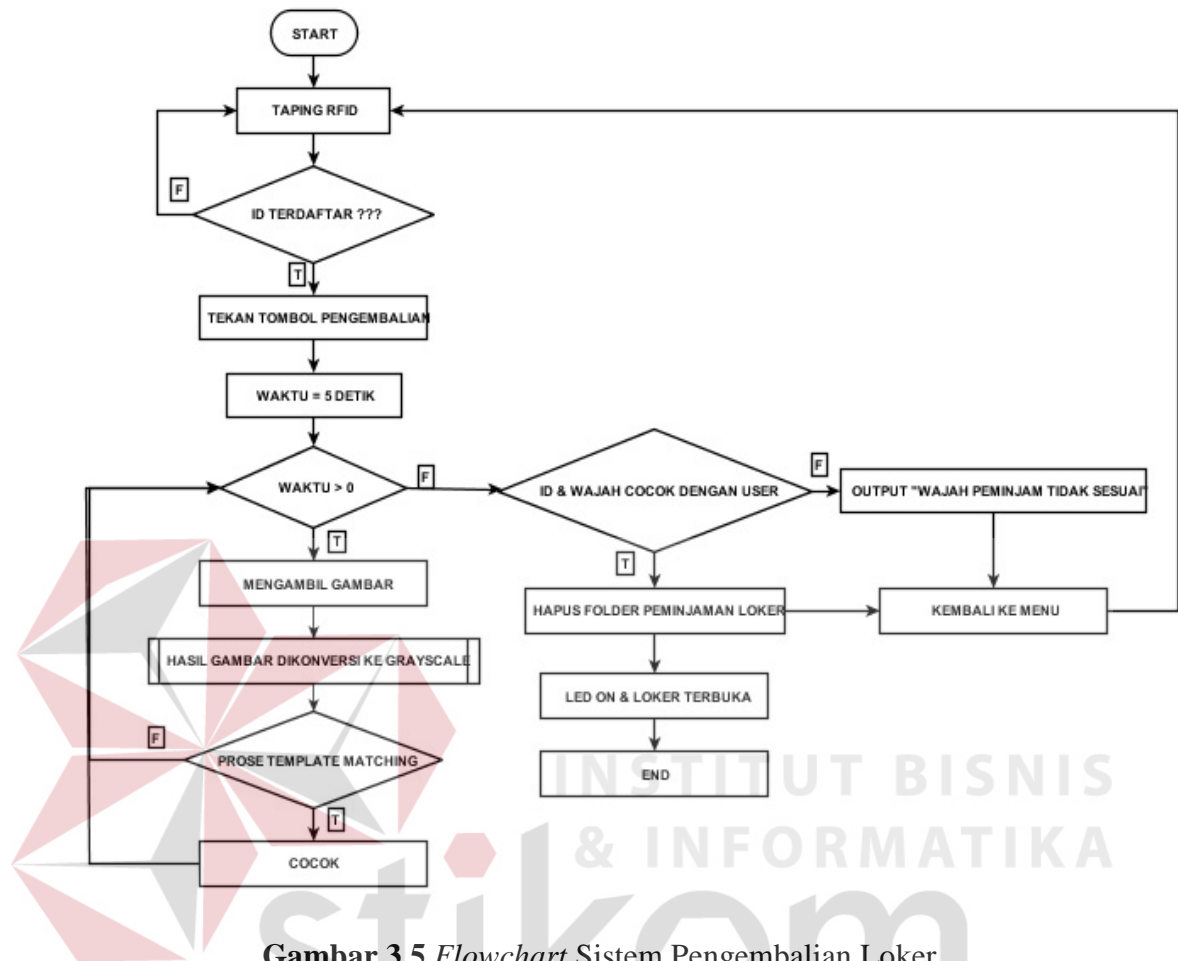 START
TAPING RFID
F
ID TERDAFTAR ???
T
TEKAN TOMBOL PENGEMBALIAN
WAKTU = 5 DETIK
WAKTU > 0
F
ID & WAJAH COCOK DENGAN USER
F
OUTPUT "WAJAH PEMINJAM TIDAK SESUAI"
T
T
MENGAMBIL GAMBAR
HAPUS FOLDER PEMINJAMAN LOKER
KEMBALI KE MENU
HASIL GAMBAR DIKONVERSI KE GRAYSCALE
LED ON & LOKER TERBUKA
F
PROSE TEMPLATE MATCHING
END
T
COCOK
INSTITUT BISNIS
& INFORMATIKA
stikom
Gambar 3.5 Flowchart Sistem Pengembalian Loker